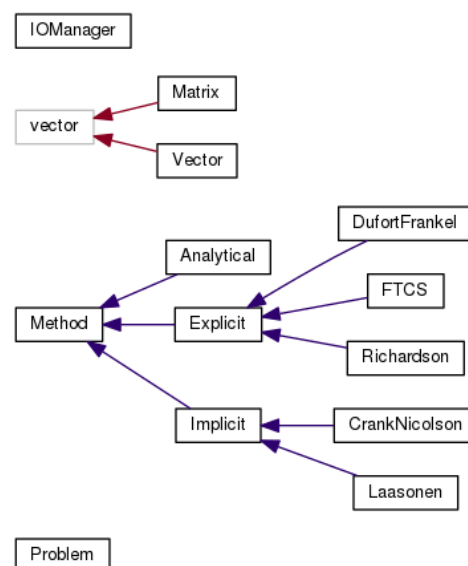 IOManager
Matrix
vector
Vector
DufortFrankel
Analytical
FTCS
Method
Explicit
Richardson
Implicit
CrankNicolson
Laasonen
Problem